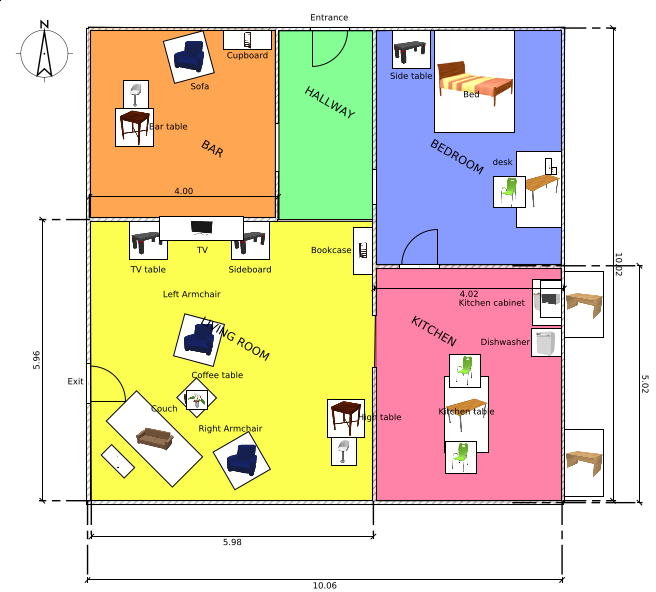 Entrance
N
Cupboard
Side table
Sofa
Bed
HALLWAY
Bar table
BAR
BEDROOM
desk
4.00
TV
Bookcase
TV table
Sideboard
10.02
Left Armchair
4.02
Kitchen cabinet
LIVING ROOM
KITCHEN
Dishwasher
5.96
Coffee table
Exit
5.02
Couch
High table
Kitchen table
Right Armchair
5.98
10.06